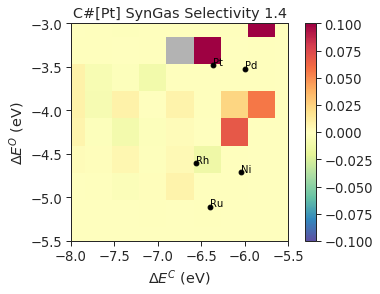 C#[Pt] SynGas Selectivity 1.4
−3.0
−3.5
−4.0
−4.5
−5.0
−5.5
ΔE^O (eV)
−8.0 −7.5 −7.0 −6.5 −6.0 −5.5
ΔE^C (eV)
Pt
Pd
Rh
Ni
Ru
0.100
0.075
0.050
0.025
0.000
−0.025
−0.050
−0.075
−0.100